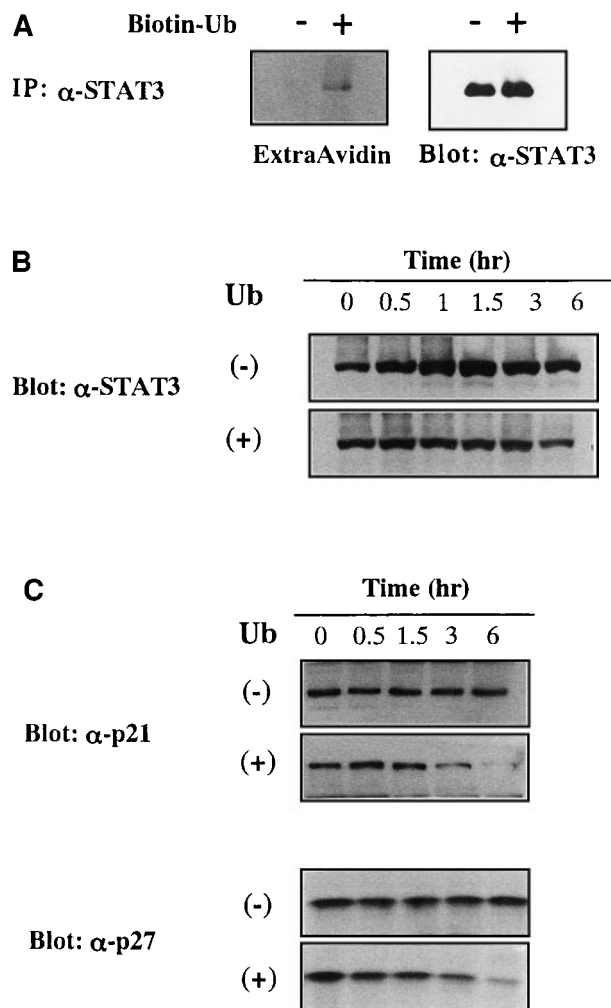 A
Biotin-Ub - +
- +
IP: α-STAT3
ExtraAvidin
Blot: α-STAT3
B
Time (hr)
Ub
0 0.5 1 1.5 3 6
(-)
Blot: α-STAT3
(+)
C
Time (hr)
Ub
0 0.5 1.5 3 6
(-)
Blot: α-p21
(+)
(-)
Blot: α-p27
(+)